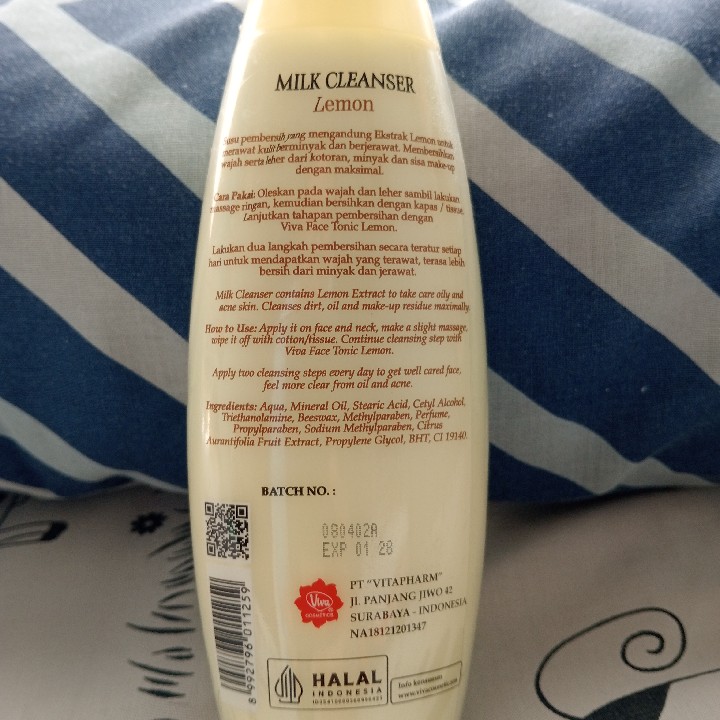 MILK CLEANSER
Lemon
Susu pembersih yang mengandung Ekstrak Lemon untuk
merawat kulit berminyak dan berjerawat. Membersihkan
wajah serta leher dari kotoran, minyak dan sisa make-up
dengan maksimal.
Cara Pakai: Oleskan pada wajah dan leher sambil lakukan
massage ringan, kemudian bersihkan dengan kapas / tissue.
Lanjutkan tahapan pembersihan dengan
Viva Face Tonic Lemon.
Lakukan dua langkah pembersihan secara teratur setiap
hari untuk mendapatkan wajah yang terawat, terasa lebih
bersih dari minyak dan jerawat.
Milk Cleanser contains Lemon Extract to take care oily and
acne skin. Cleanses dirt, oil and make-up residue maximally.
How to Use: Apply it on face and neck, make a slight massage,
wipe it off with cotton/tissue. Continue cleansing step with
Viva Face Tonic Lemon.
Apply two cleansing steps every day to get well cared face,
feel more clear from oil and acne.
Ingredients: Aqua, Mineral Oil, Stearic Acid, Cetyl Alcohol,
Triethanolamine, Beeswax, Methylparaben, Perfume,
Propylparaben, Sodium Methylparaben, Citrus
Aurantifolia Fruit Extract, Propylene Glycol, BHT, CI 19140.
BATCH NO. :
080402A
EXP 01 28
Viva
COSMETICS
PT "VITAPHARM"
JL. PANJANG JIWO 42
SURABAYA - INDONESIA
NA18121201347
8 992796 011259
HALAL
INDONESIA
Info konsumen: